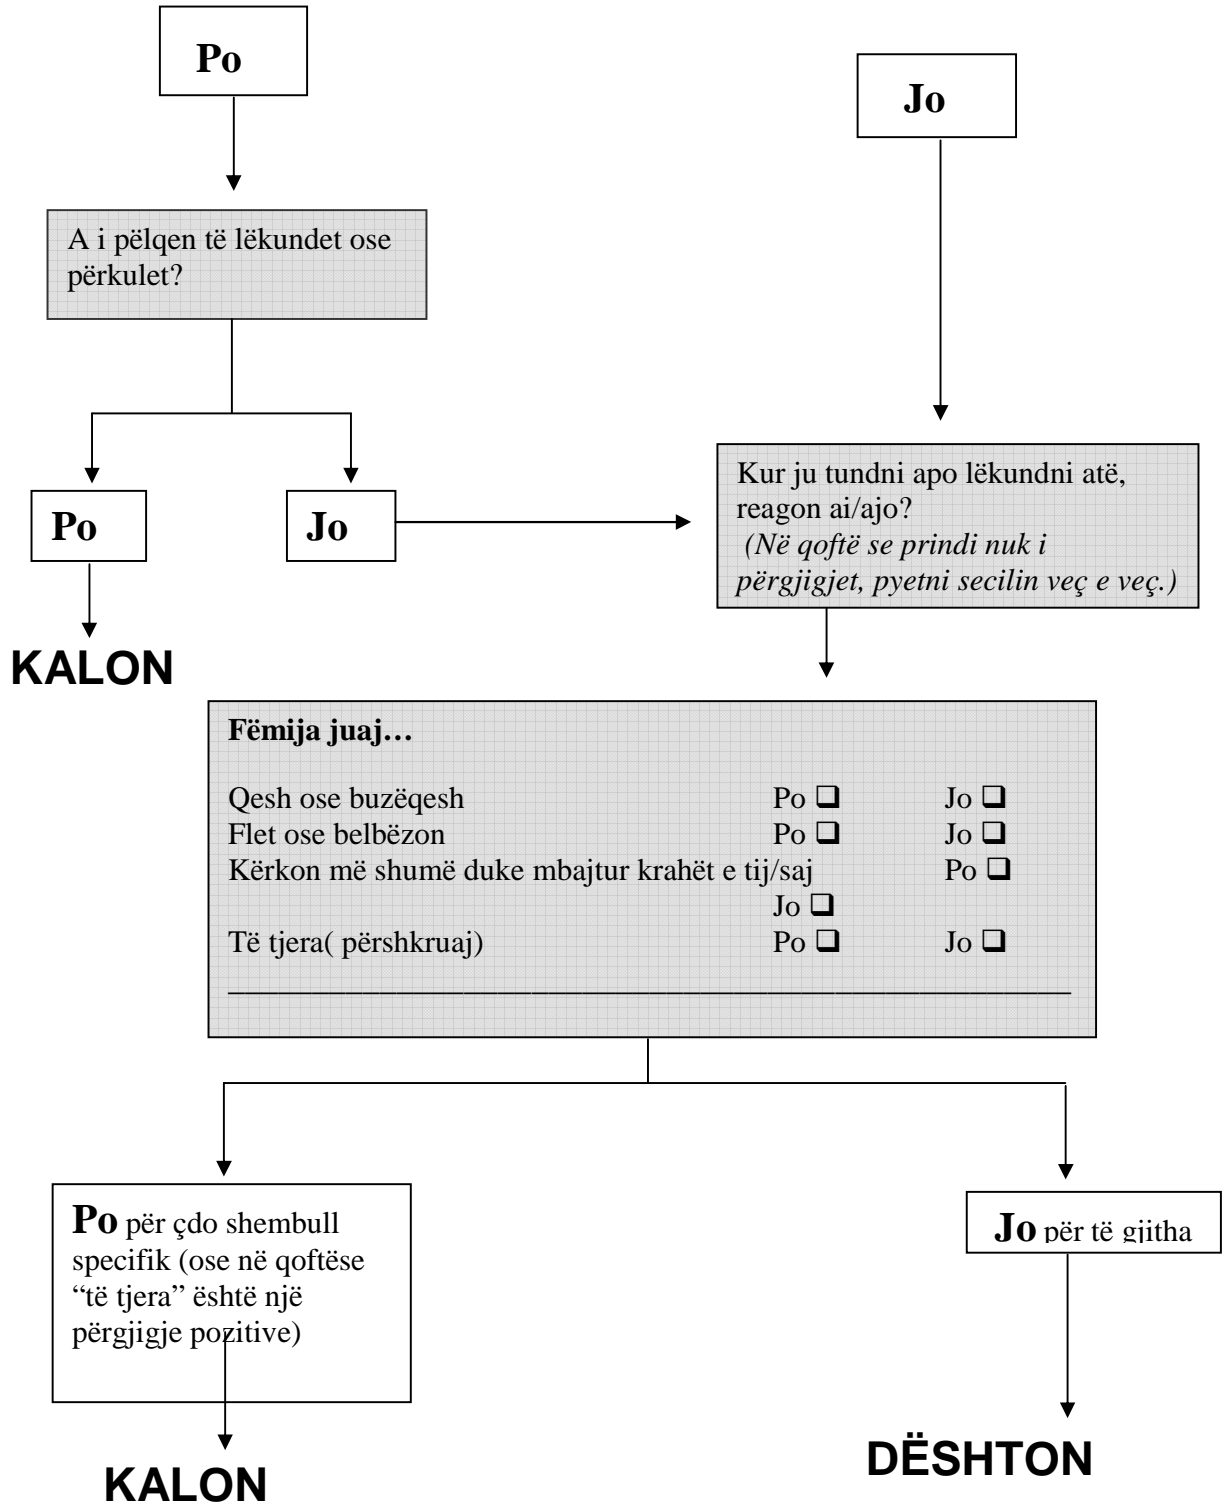 Po
Jo
A i pëlqen të lëkundet ose
përkulet?
Po
Jo
Kur ju tundni apo lëkundni atë,
reagon ai/ajo?
(Në qoftë se prindi nuk i
përgjigjet, pyetni secilin veç e veç.)
KALON
Fëmija juaj…
Qesh ose buzëqesh Po ❑ Jo ❑
Flet ose belbëzon Po ❑ Jo ❑
Kërkon më shumë duke mbajtur krahët e tij/saj Po ❑
Jo ❑
Të tjera( përshkruaj) Po ❑ Jo ❑
Po për çdo shembull
specifik (ose në qoftëse
“të tjera” është një
përgjigje pozitive)
Jo për të gjitha
KALON
DËSHTON